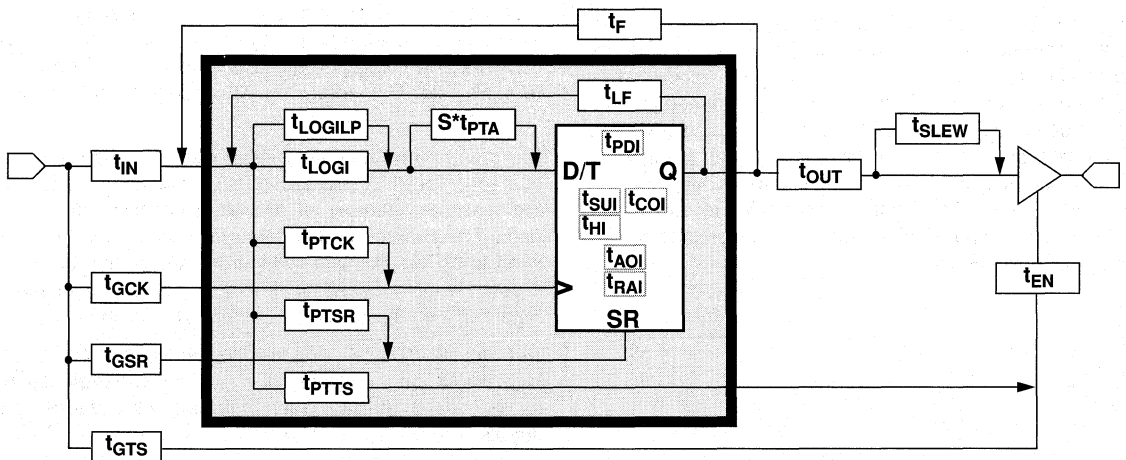 tF
tLF
tLOGILP
S*tPTA
tSLEW
tIN
tLOGI
tPDI
D/T
Q
tOUT
tSUI
tCOI
tHI
tPTCK
tAOI
tGCK
tRAI
tEN
tPTSR
SR
tGSR
tPTTS
tGTS